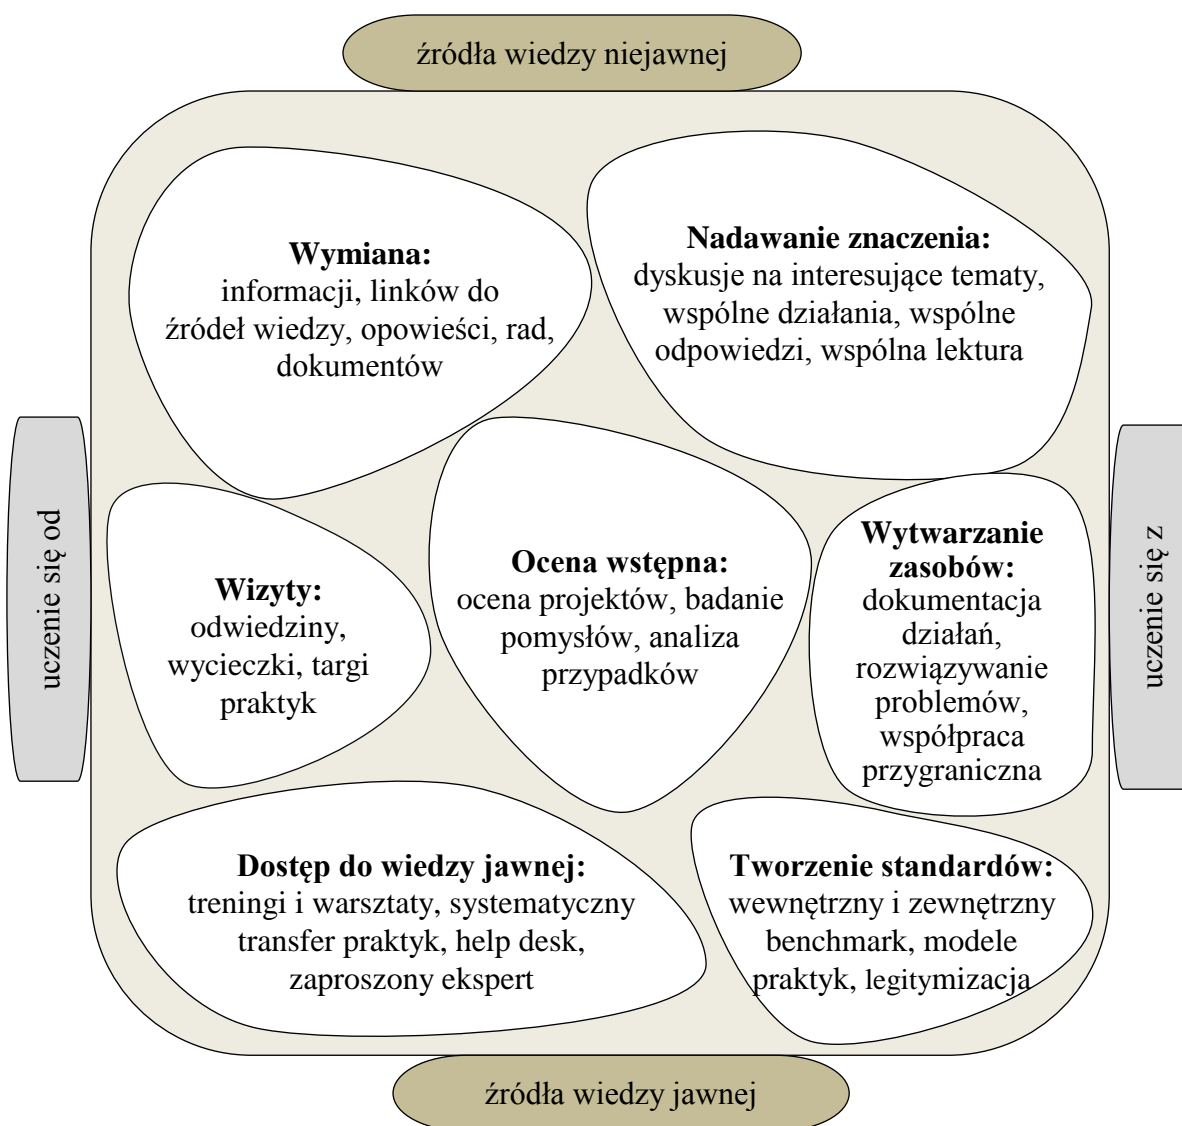 źródła wiedzy niejawnej
Wymiana:
informacji, linków do
źródeł wiedzy, opowieści, rad,
dokumentów
Nadawanie znaczenia:
dyskusje na interesujące tematy,
wspólne działania, wspólne
odpowiedzi, wspólna lektura
uczenie się od
Wizyty:
odwiedziny,
wycieczki, targi
praktyk
Ocena wstępna:
ocena projektów, badanie
pomysłów, analiza
przypadków
Wytwarzanie
zasobów:
dokumentacja
działań,
rozwiązywanie
problemów,
współpraca
przygraniczna
uczenie się z
Dostęp do wiedzy jawnej:
treningi i warsztaty, systematyczny
transfer praktyk, help desk,
zaproszony ekspert
Tworzenie standardów:
wewnętrzny i zewnętrzny
benchmark, modele
praktyk, legitymizacja
źródła wiedzy jawnej